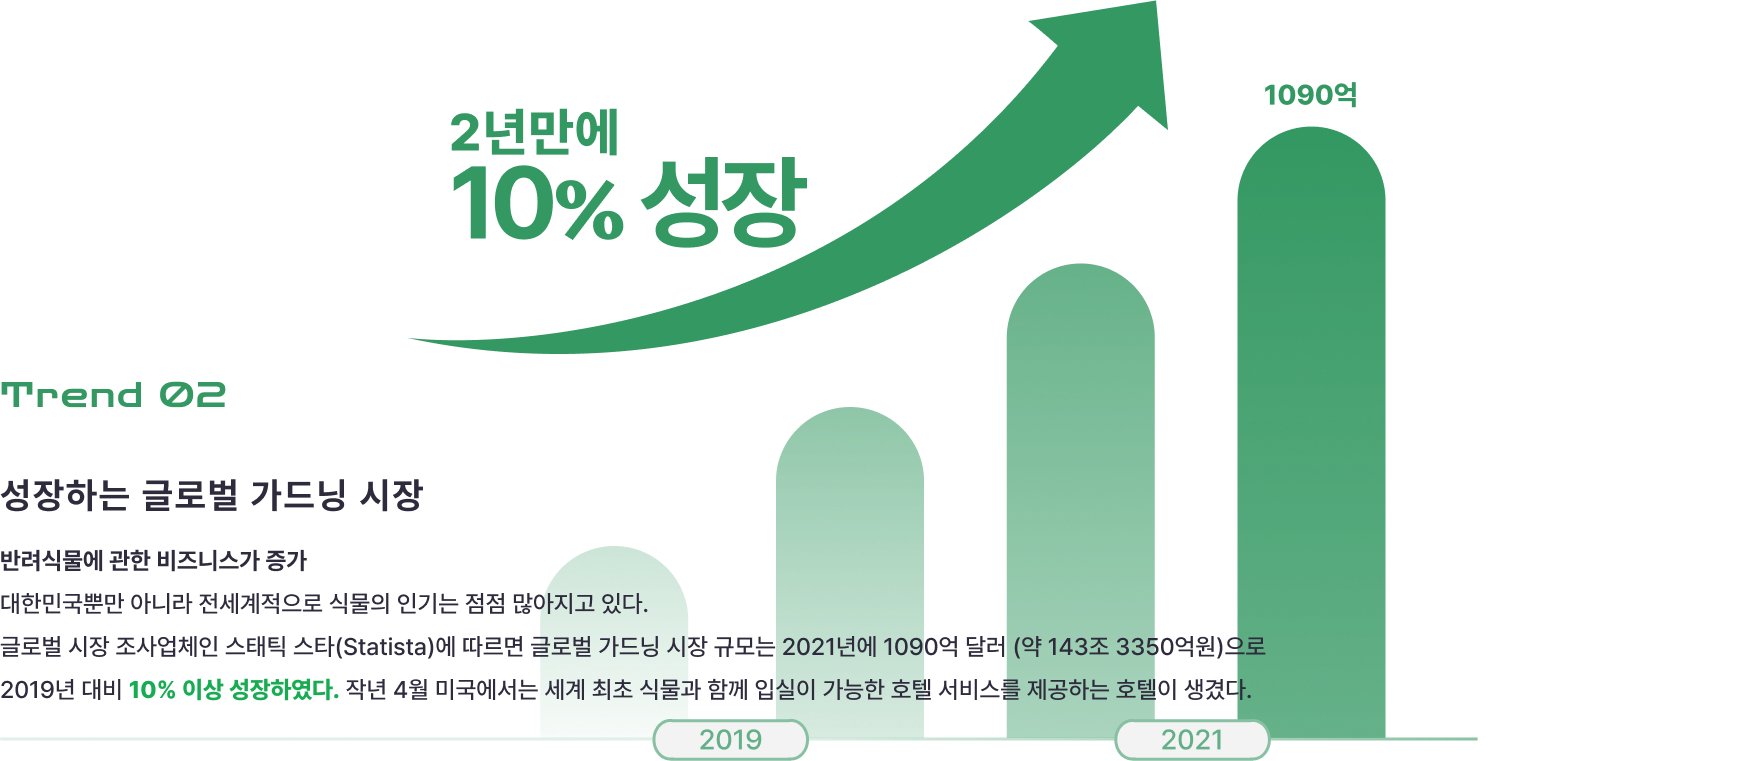 1090억
2년만에
10% 성장
Trend 02
성장하는 글로벌 가드닝 시장
반려식물에 관한 비즈니스가 증가
대한민국뿐만 아니라 전세계적으로 식물의 인기는 점점 많아지고 있다.
글로벌 시장 조사업체인 스태틱 스타(Statista)에 따르면 글로벌 가드닝 시장 규모는 2021년에 1090억 달러 (약 143조 3350억원)으로
2019년 대비 10% 이상 성장하였다. 작년 4월 미국에서는 세계 최초 식물과 함께 입실이 가능한 호텔 서비스를 제공하는 호텔이 생겼다.
2019
2021